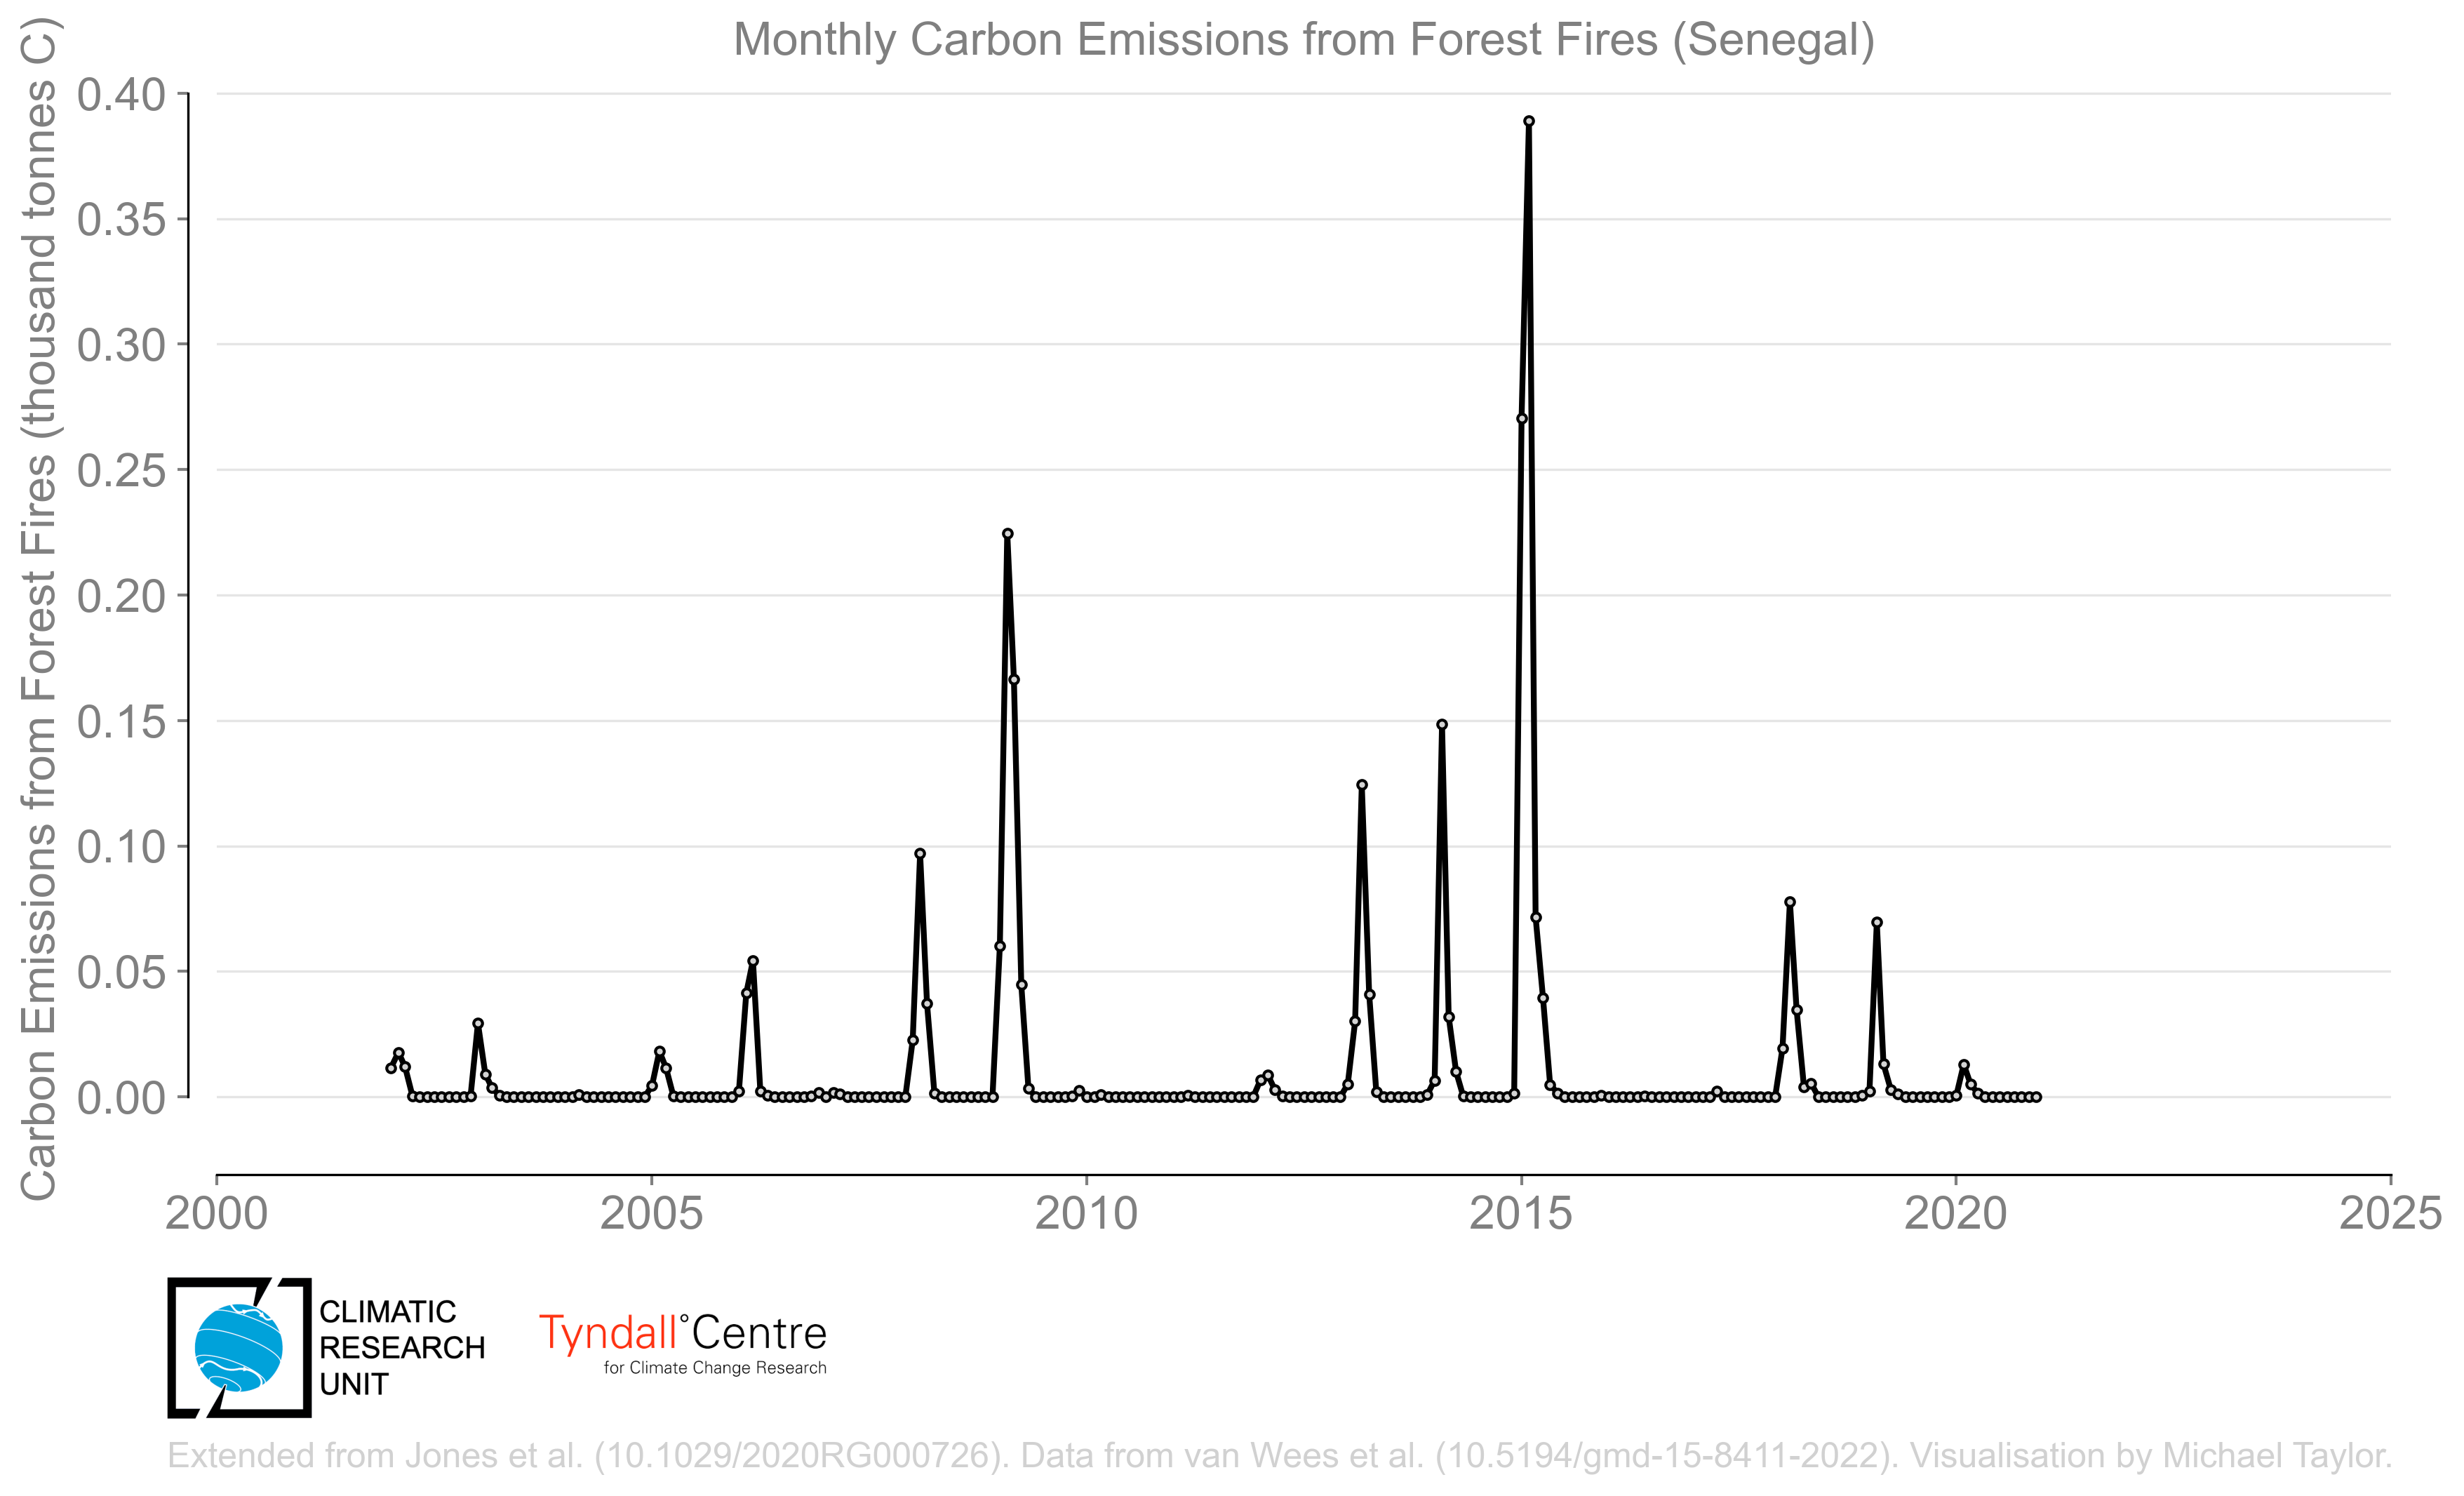 Monthly Carbon Emissions from Forest Fires (Senegal)
Carbon Emissions from Forest Fires (thousand tonnes C)
0.40
0.35
0.30
0.25
0.20
0.15
0.10
0.05
0.00
2000 2005 2010 2015 2020 2025
CLIMATIC
RESEARCH
UNIT
Tyndall°Centre
for Climate Change Research
Extended from Jones et al. (10.1029/2020RG000726). Data from van Wees et al. (10.5194/gmd-15-8411-2022). Visualisation by Michael Taylor.